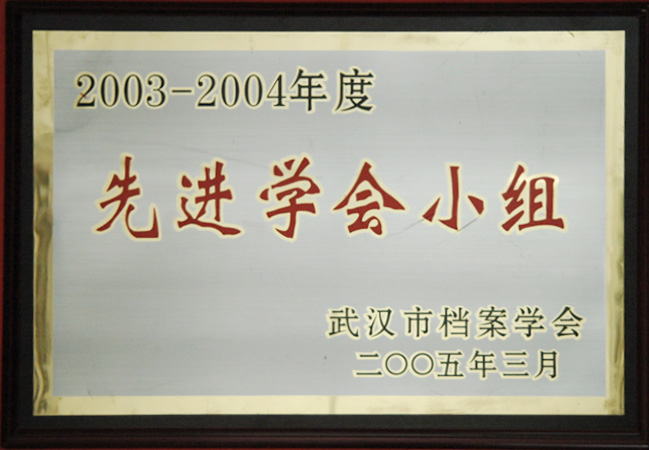 2003-2004年度
先进学会小组
武汉市档案学会
二〇〇五年三月